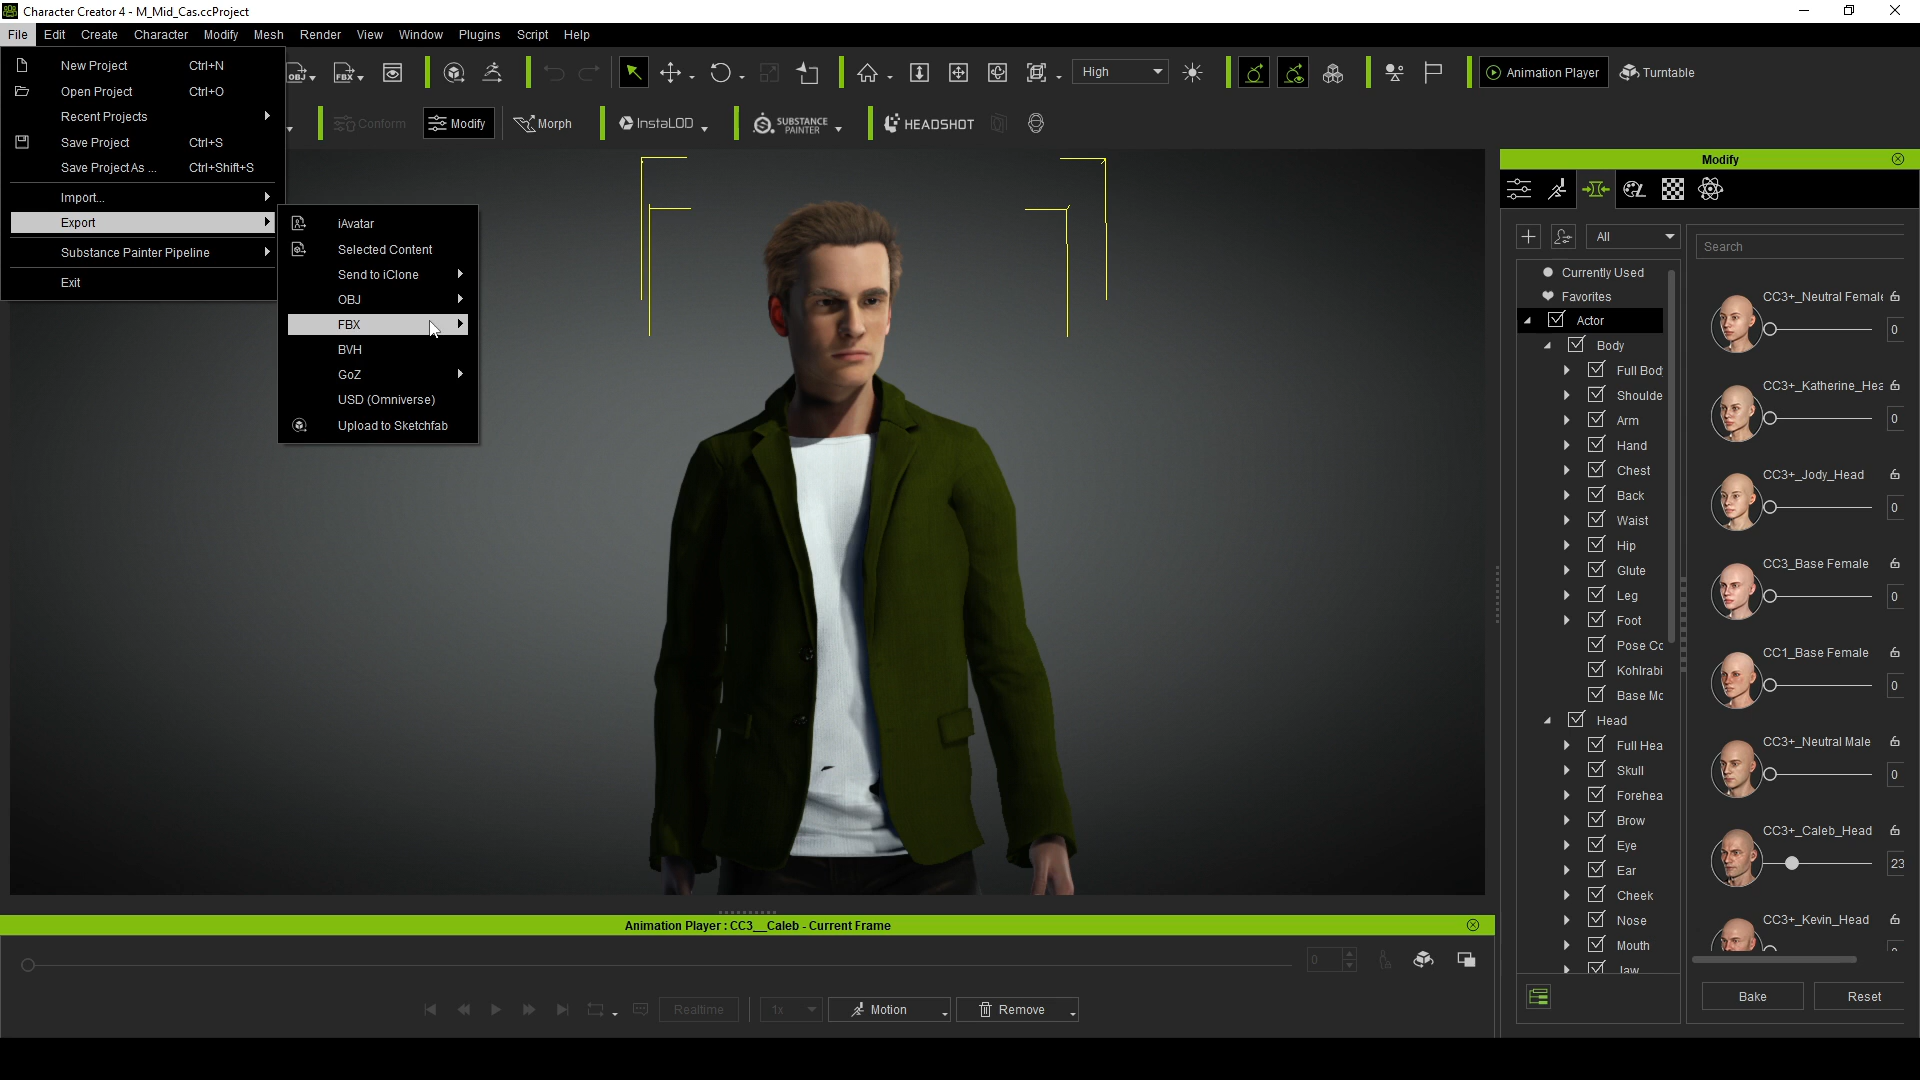 Character Creator 4 - M_Mid_Cas.ccProject
File Edit Create Character Modify Mesh Render View Window Plugins Script Help
New Project Ctrl+N
Open Project Ctrl+O
Recent Projects
Save Project Ctrl+S
Save Project As ... Ctrl+Shift+S
Import...
Export
Substance Painter Pipeline
Exit
iAvatar
Selected Content
Send to iClone
OBJ
FBX
BVH
GoZ
USD (Omniverse)
Upload to Sketchfab
OBJ FBX High Animation Player Turntable
Conform Modify Morph InstaLOD SUBSTANCE PAINTER HEADSHOT
Modify
All
Search
Currently Used
Favorites
Actor
Body
Full Bod
Shoulde
Arm
Hand
Chest
Back
Waist
Hip
Glute
Leg
Foot
Pose Cc
Kohlrabi
Base Mc
Head
Full Hea
Skull
Forehea
Brow
Eye
Ear
Cheek
Nose
Mouth
Jaw
CC3+_Neutral Female
0
CC3+_Katherine_Hea
0
CC3+_Jody_Head
0
CC3_Base Female
0
CC1_Base Female
0
CC3+_Neutral Male
0
CC3+_Caleb_Head
23
CC3+_Kevin_Head
Bake Reset
Animation Player : CC3__Caleb - Current Frame
0
Realtime 1x Motion Remove